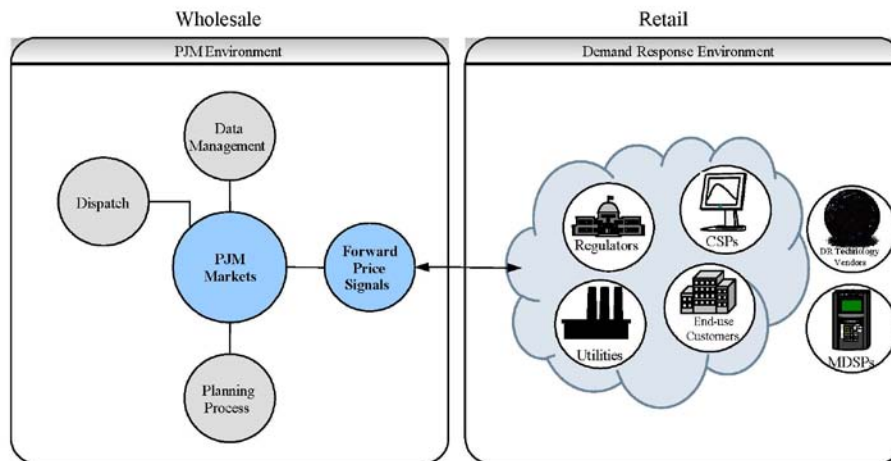 Wholesale
Retail
PJM Environment
Demand Response Environment
Data
Management
Dispatch
PJM
Markets
Forward
Price
Signals
Planning
Process
Regulators
CSPs
DR Technology
Vendors
Utilities
End-use
Customers
MDSPs